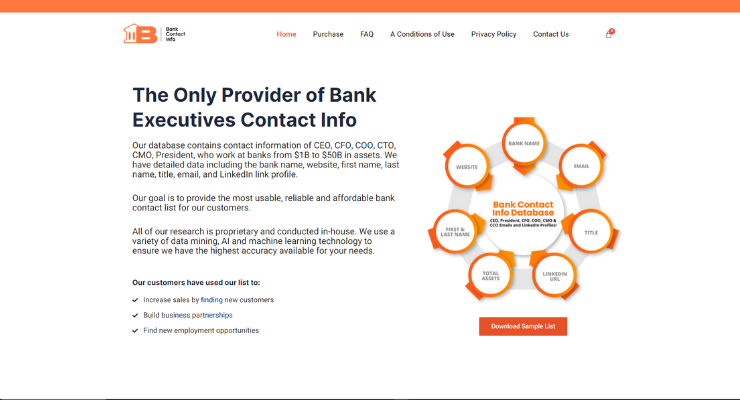 B Bank
Contact
Info
Home Purchase FAQ A Conditions of Use Privacy Policy Contact Us
The Only Provider of Bank
Executives Contact Info
Our database contains contact information of CEO, CFO, COO, CTO,
CMO, President, who work at banks from $1B to $50B in assets. We
have detailed data including the bank name, website, first name, last
name, title, email, and LinkedIn link profile.
Our goal is to provide the most usable, reliable and affordable bank
contact list for our customers.
All of our research is proprietary and conducted in-house. We use a
variety of data mining, AI and machine learning technology to
ensure we have the highest accuracy available for your needs.
Our customers have used our list to:
Increase sales by finding new customers
Build business partnerships
Find new employment opportunities
BANK NAME
WEBSITE
EMAIL
Bank Contact
Info Database
CEO, President, CFO, COO, CMO &
CCO Emails and LinkedIn Profiles!
FIRST &
LAST NAME
TITLE
TOTAL
ASSETS
LINKEDIN
URL
Download Sample List